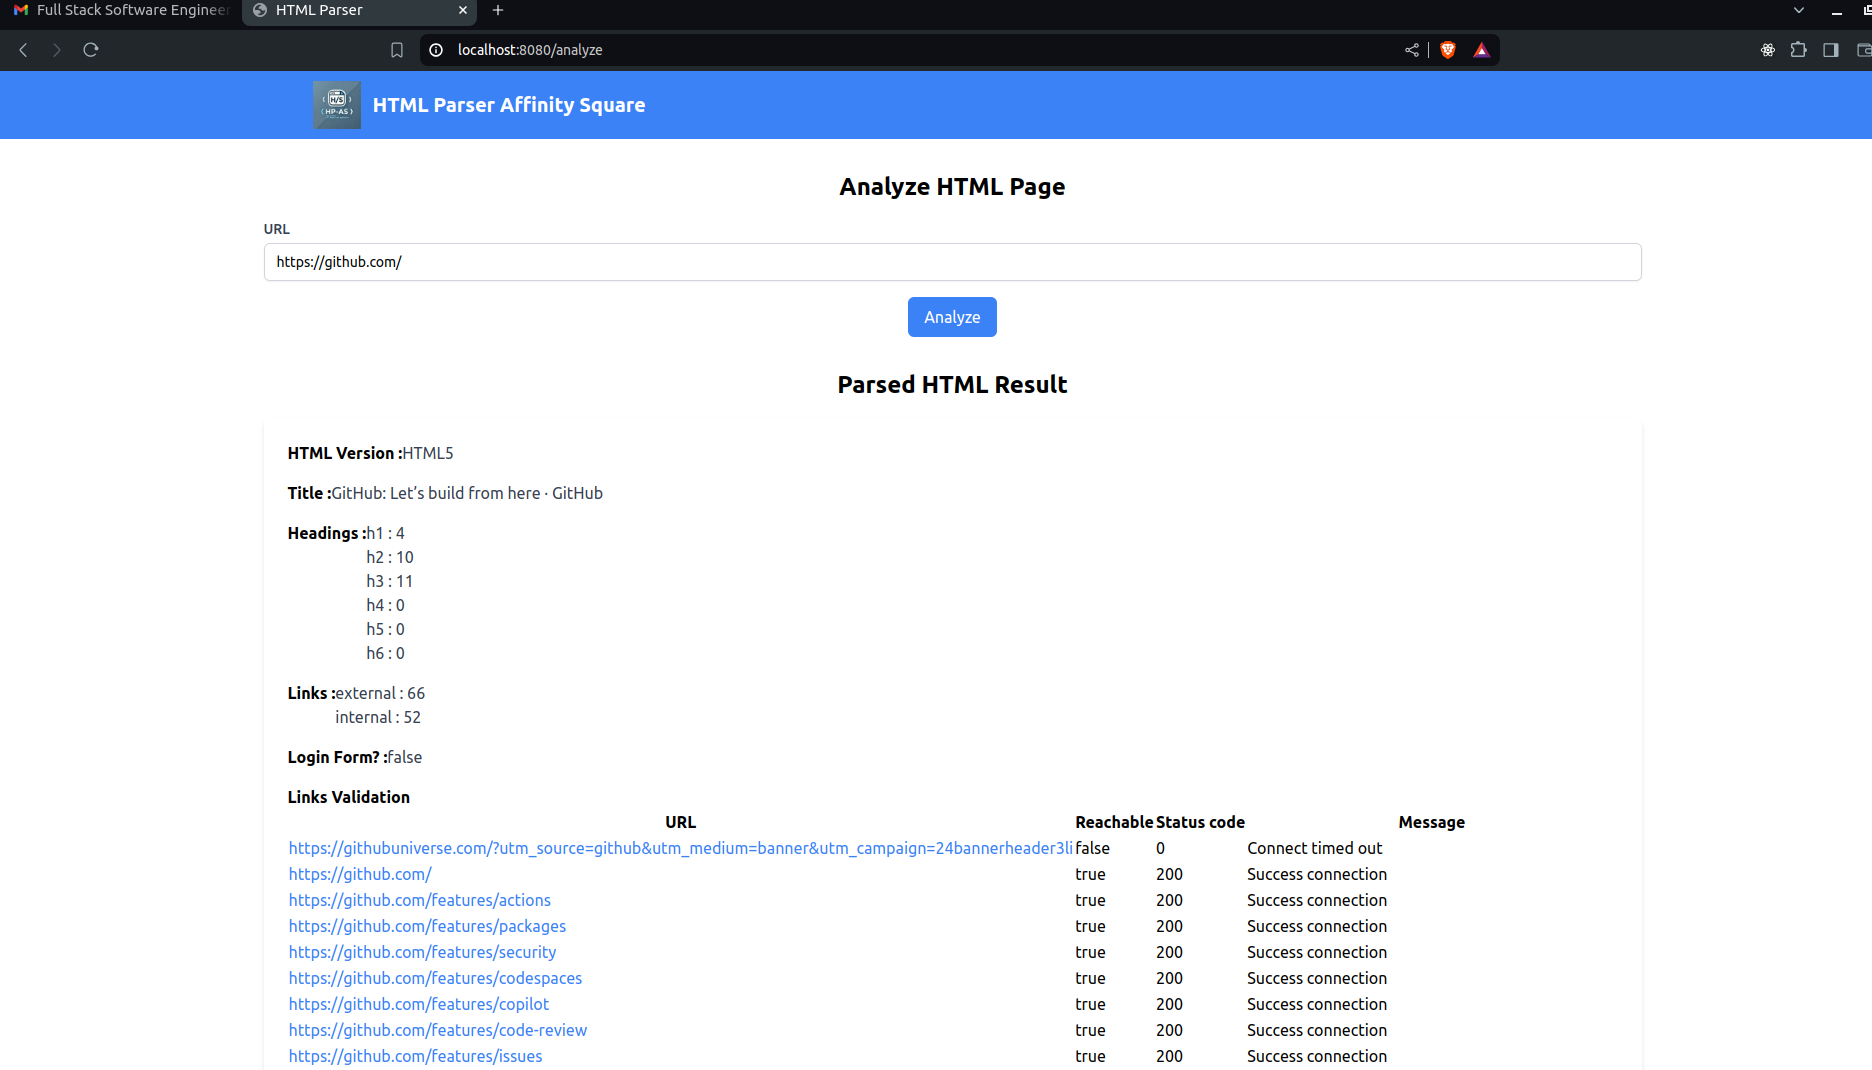 Full Stack Software Engineer
HTML Parser
localhost:8080/analyze
H/S
{HP-AS}
HTML Parser Affinity Square
Analyze HTML Page
URL
https://github.com/
Analyze
Parsed HTML Result
HTML Version :HTML5
Title :GitHub: Let’s build from here · GitHub
Headings :h1 : 4
h2 : 10
h3 : 11
h4 : 0
h5 : 0
h6 : 0
Links :external : 66
internal : 52
Login Form? :false
Links Validation
URL Reachable Status code Message
https://githubuniverse.com/?utm_source=github&utm_medium=banner&utm_campaign=24bannerheader3li false 0 Connect timed out
https://github.com/ true 200 Success connection
https://github.com/features/actions true 200 Success connection
https://github.com/features/packages true 200 Success connection
https://github.com/features/security true 200 Success connection
https://github.com/features/codespaces true 200 Success connection
https://github.com/features/copilot true 200 Success connection
https://github.com/features/code-review true 200 Success connection
https://github.com/features/issues true 200 Success connection